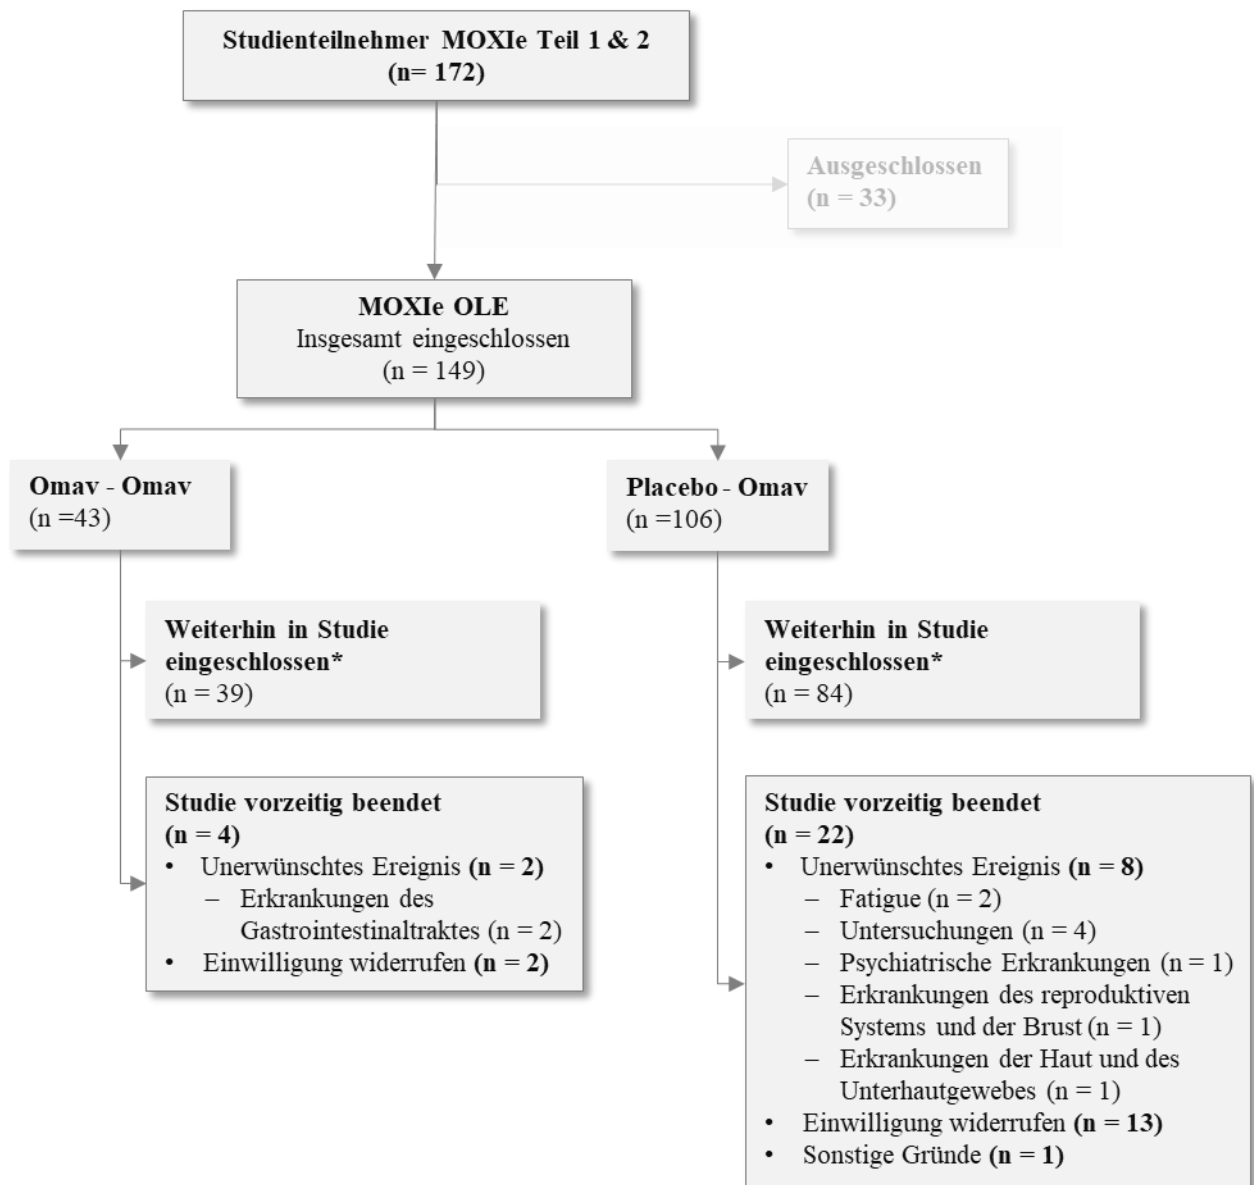 Studienteilnehmer MOXIe Teil 1 & 2
(n= 172)
Ausgeschlossen
(n = 33)
MOXIe OLE
Insgesamt eingeschlossen
(n = 149)
Omav - Omav
(n =43)
Placebo - Omav
(n =106)
Weiterhin in Studie
eingeschlossen*
(n = 39)
Weiterhin in Studie
eingeschlossen*
(n = 84)
Studie vorzeitig beendet
(n = 4)
• Unerwünschtes Ereignis (n = 2)
– Erkrankungen des
Gastrointestinaltraktes (n = 2)
• Einwilligung widerrufen (n = 2)
Studie vorzeitig beendet
(n = 22)
• Unerwünschtes Ereignis (n = 8)
– Fatigue (n = 2)
– Untersuchungen (n = 4)
– Psychiatrische Erkrankungen (n = 1)
– Erkrankungen des reproduktiven
Systems und der Brust (n = 1)
– Erkrankungen der Haut und des
Unterhautgewebes (n = 1)
• Einwilligung widerrufen (n = 13)
• Sonstige Gründe (n = 1)